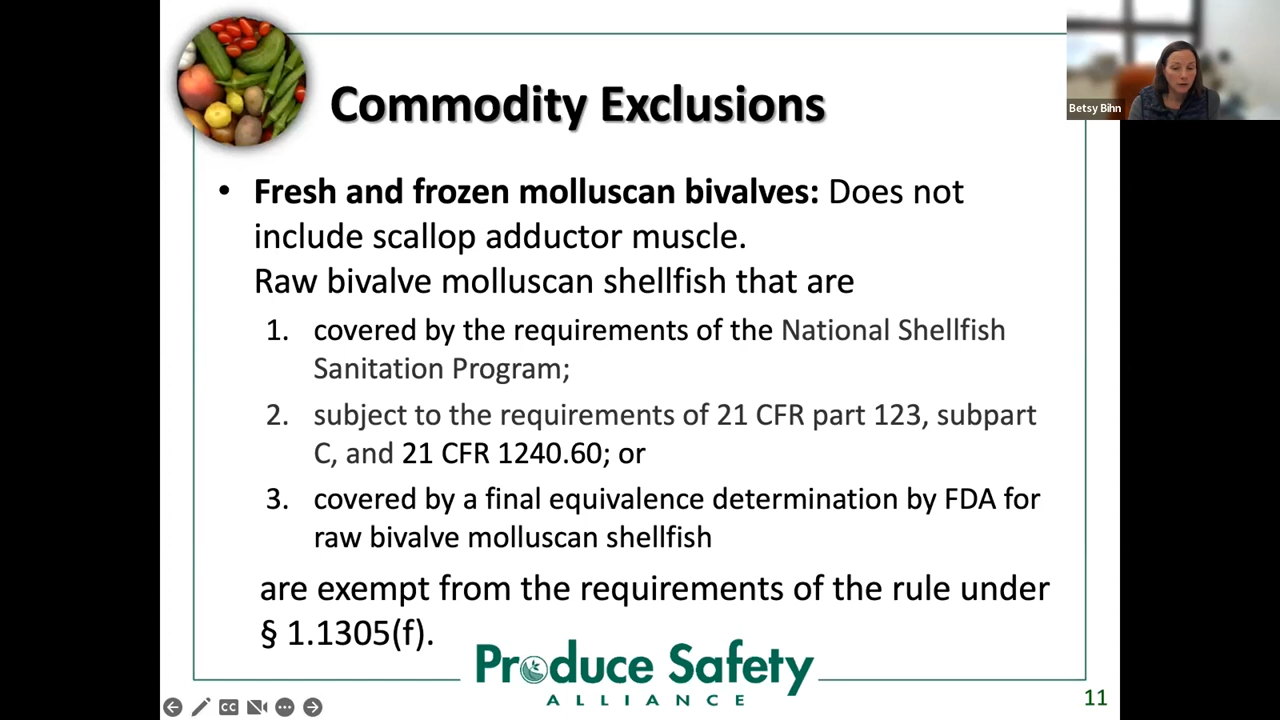 Commodity Exclusions
• Fresh and frozen molluscan bivalves: Does not
include scallop adductor muscle.
Raw bivalve molluscan shellfish that are
1. covered by the requirements of the National Shellfish
Sanitation Program;
2. subject to the requirements of 21 CFR part 123, subpart
C, and 21 CFR 1240.60; or
3. covered by a final equivalence determination by FDA for
raw bivalve molluscan shellfish
are exempt from the requirements of the rule under
§ 1.1305(f).
Produce Safety
ALLIANCE
11
CC
Betsy Bihn